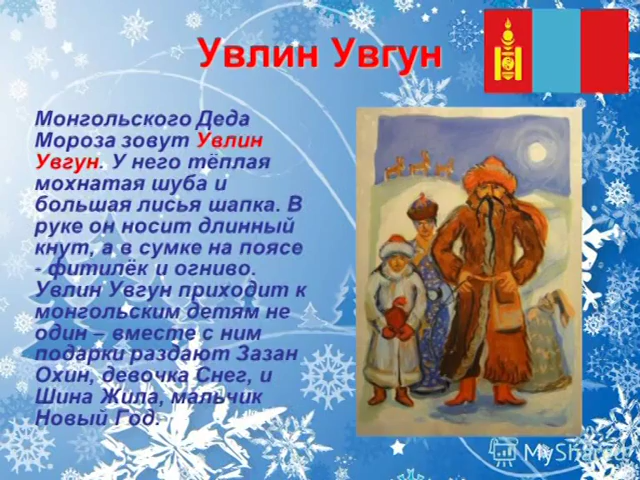 Увлин Увгун
Монгольского Деда
Мороза зовут Увлин
Увгун. У него тёплая
мохнатая шуба и
большая лисья шапка. В
руке он носит длинный
кнут, а в сумке на поясе
- фитилёк и огниво.
Увлин Увгун приходит к
монгольским детям не
один – вместе с ним
подарки раздают Зазан
Охин, девочка Снег, и
Шина Жила, мальчик
Новый Год.
MyShared